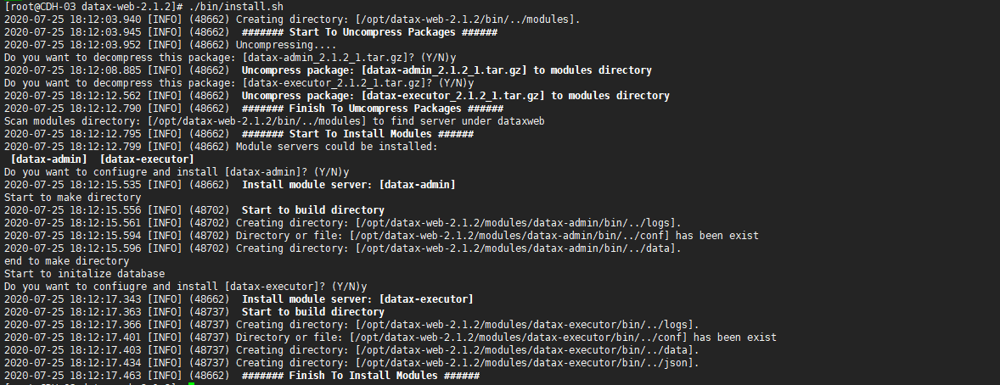 [root@CDH-03 datax-web-2.1.2]# ./bin/install.sh
2020-07-25 18:12:03.940 [INFO] (48662) Creating directory: [/opt/datax-web-2.1.2/bin/../modules].
2020-07-25 18:12:03.945 [INFO] (48662) ####### Start To Uncompress Packages ######
2020-07-25 18:12:03.952 [INFO] (48662) Uncompressing....
Do you want to decompress this package: [datax-admin_2.1.2_1.tar.gz]? (Y/N)y
2020-07-25 18:12:08.885 [INFO] (48662) Uncompress package: [datax-admin_2.1.2_1.tar.gz] to modules directory
Do you want to decompress this package: [datax-executor_2.1.2_1.tar.gz]? (Y/N)y
2020-07-25 18:12:12.562 [INFO] (48662) Uncompress package: [datax-executor_2.1.2_1.tar.gz] to modules directory
2020-07-25 18:12:12.790 [INFO] (48662) ####### Finish To Umcompress Packages ######
Scan modules directory: [/opt/datax-web-2.1.2/bin/../modules] to find server under dataxweb
2020-07-25 18:12:12.795 [INFO] (48662) ####### Start To Install Modules ######
2020-07-25 18:12:12.799 [INFO] (48662) Module servers could be installed:
[datax-admin] [datax-executor]
Do you want to confiugre and install [datax-admin]? (Y/N)y
2020-07-25 18:12:15.535 [INFO] (48662) Install module server: [datax-admin]
Start to make directory
2020-07-25 18:12:15.556 [INFO] (48702) Start to build directory
2020-07-25 18:12:15.561 [INFO] (48702) Creating directory: [/opt/datax-web-2.1.2/modules/datax-admin/bin/../logs].
2020-07-25 18:12:15.594 [INFO] (48702) Directory or file: [/opt/datax-web-2.1.2/modules/datax-admin/bin/../conf] has been exist
2020-07-25 18:12:15.596 [INFO] (48702) Creating directory: [/opt/datax-web-2.1.2/modules/datax-admin/bin/../data].
end to make directory
Start to initalize database
Do you want to confiugre and install [datax-executor]? (Y/N)y
2020-07-25 18:12:17.343 [INFO] (48662) Install module server: [datax-executor]
2020-07-25 18:12:17.363 [INFO] (48737) Start to build directory
2020-07-25 18:12:17.366 [INFO] (48737) Creating directory: [/opt/datax-web-2.1.2/modules/datax-executor/bin/../logs].
2020-07-25 18:12:17.401 [INFO] (48737) Directory or file: [/opt/datax-web-2.1.2/modules/datax-executor/bin/../conf] has been exist
2020-07-25 18:12:17.403 [INFO] (48737) Creating directory: [/opt/datax-web-2.1.2/modules/datax-executor/bin/../data].
2020-07-25 18:12:17.434 [INFO] (48737) Creating directory: [/opt/datax-web-2.1.2/modules/datax-executor/bin/../json].
2020-07-25 18:12:17.463 [INFO] (48662) ####### Finish To Install Modules ######